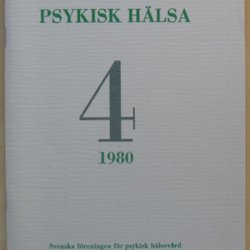 PSYKISK HÄLSA
4
1980
Svenska föreningen för psykisk hälsovård